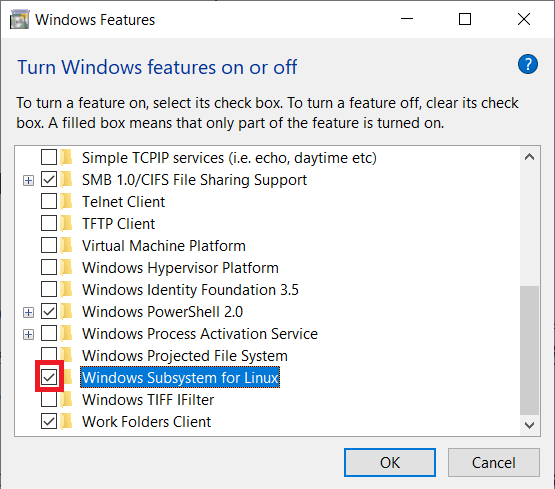 Windows Features
Turn Windows features on or off
To turn a feature on, select its check box. To turn a feature off, clear its check
box. A filled box means that only part of the feature is turned on.
Simple TCPIP services (i.e. echo, daytime etc)
SMB 1.0/CIFS File Sharing Support
Telnet Client
TFTP Client
Virtual Machine Platform
Windows Hypervisor Platform
Windows Identity Foundation 3.5
Windows PowerShell 2.0
Windows Process Activation Service
Windows Projected File System
Windows Subsystem for Linux
Windows TIFF IFilter
Work Folders Client
OK Cancel